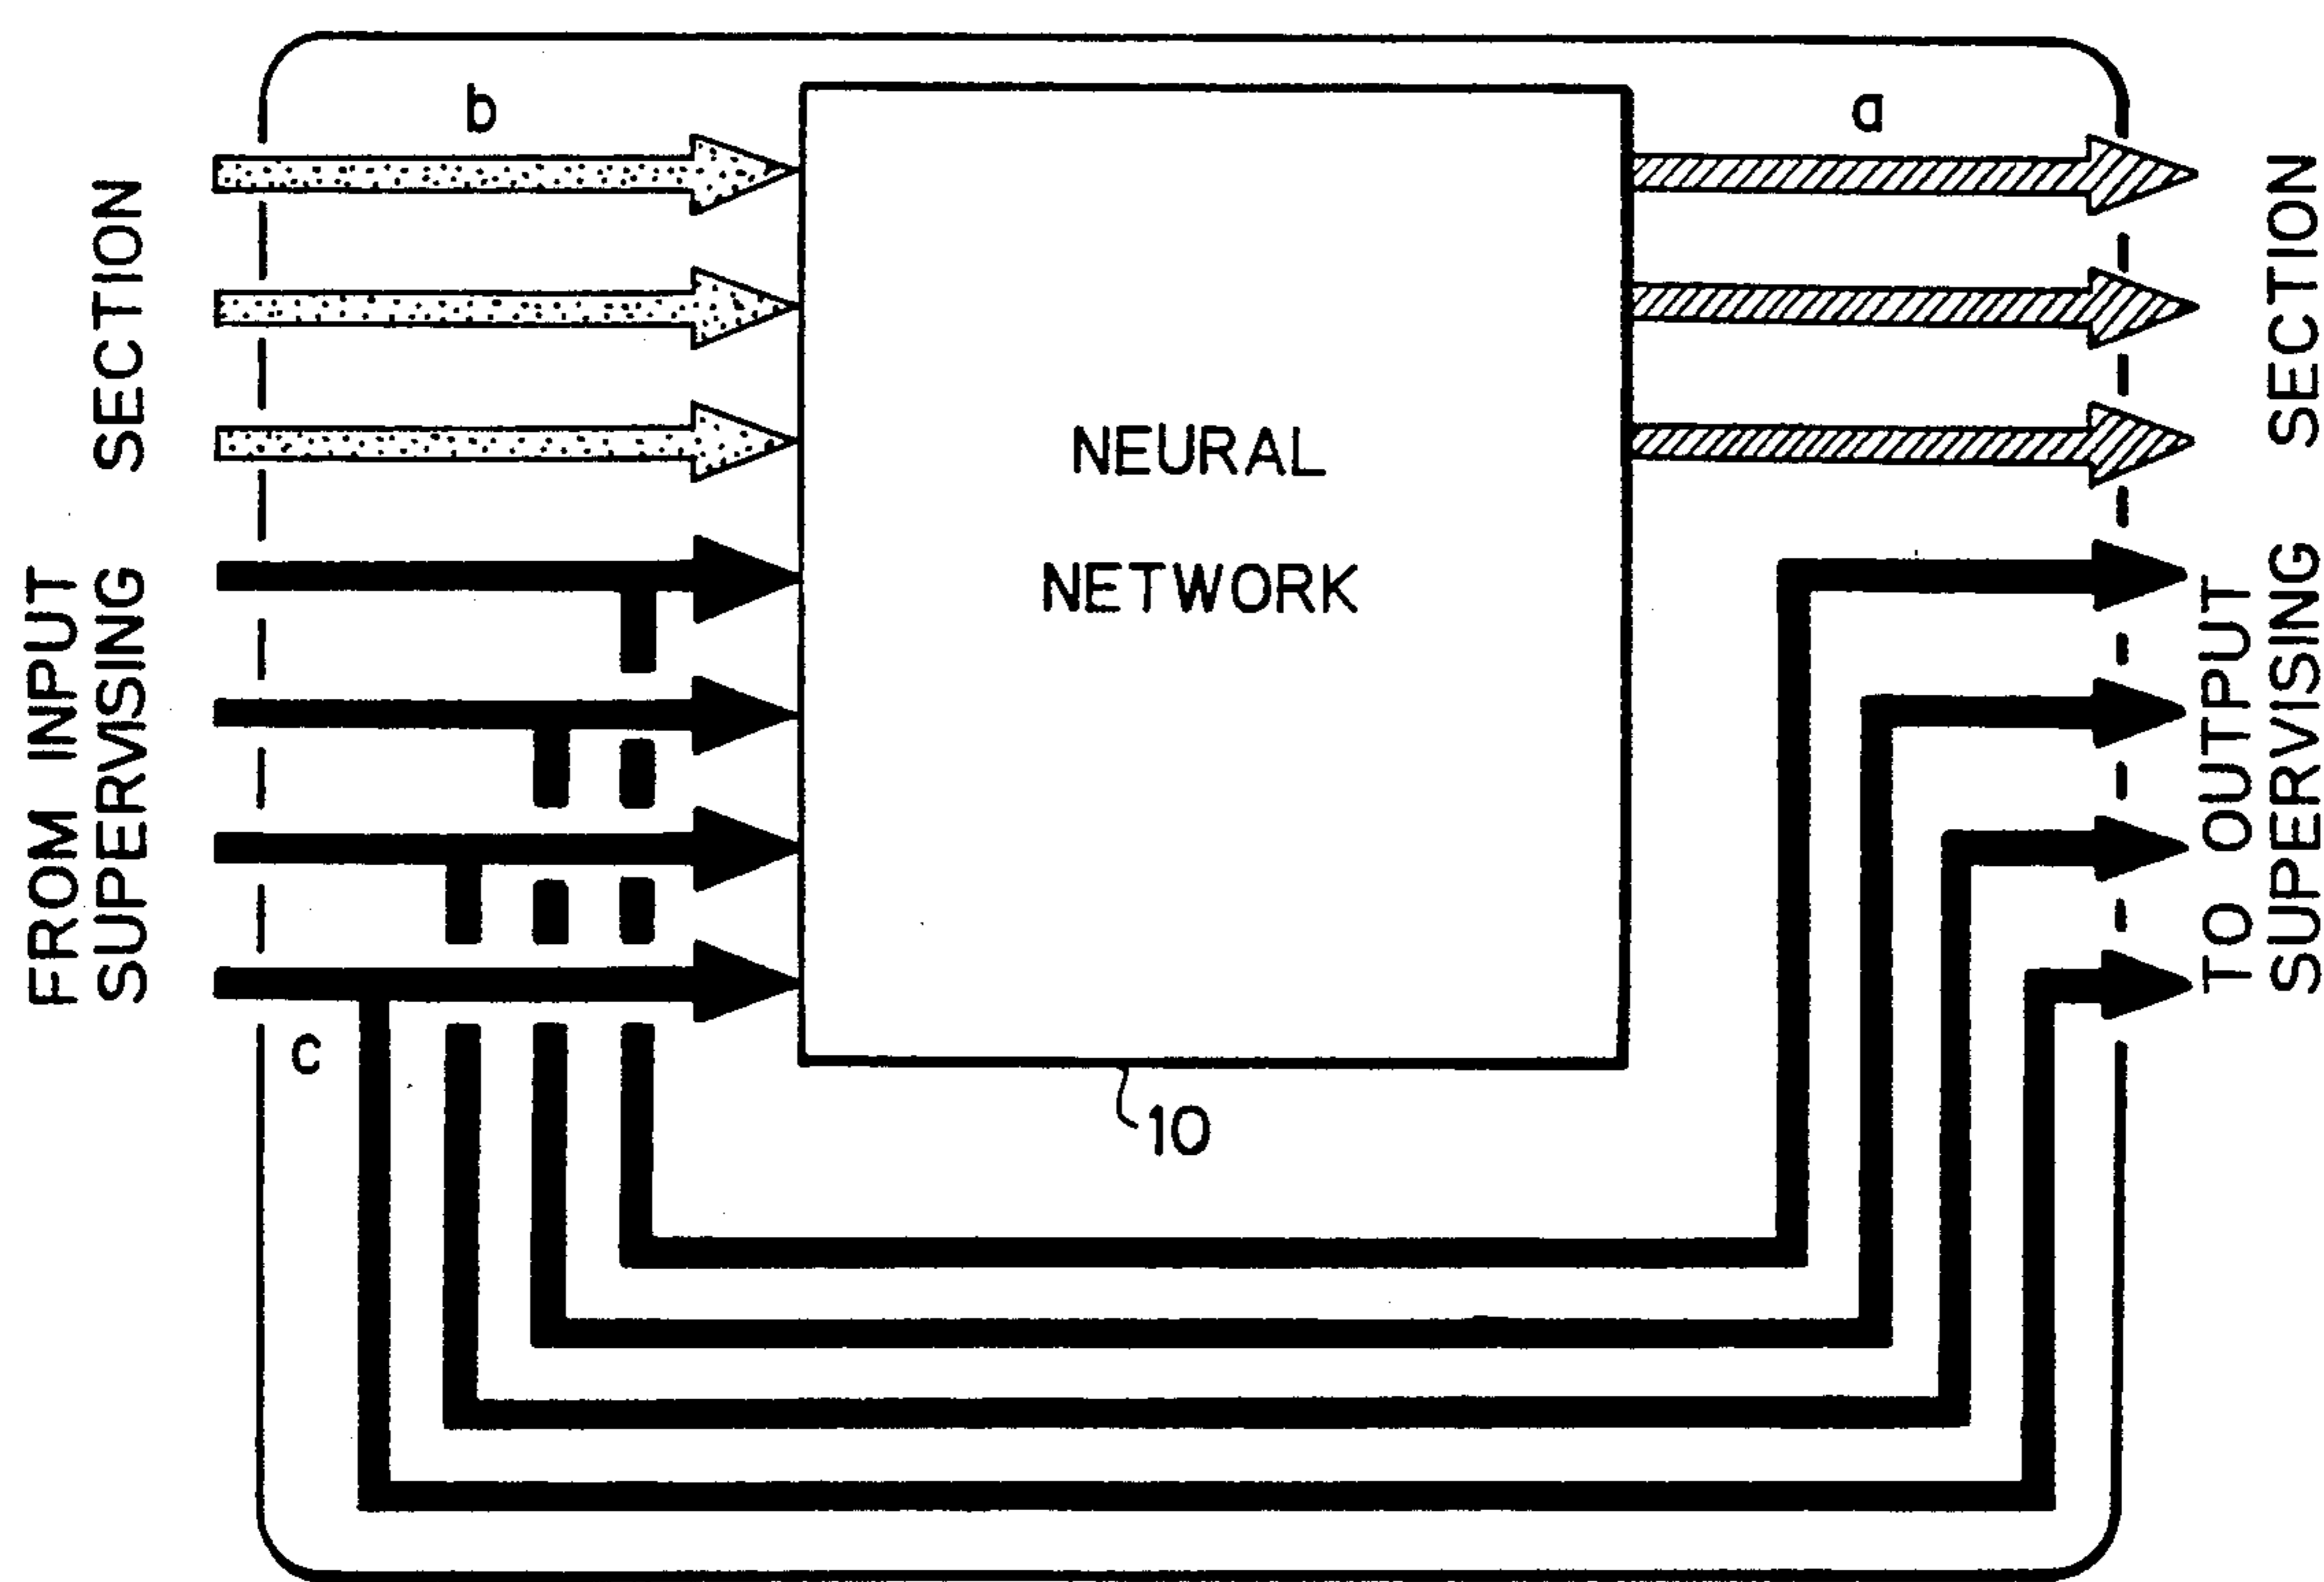 b
a
FROM INPUT
SUPERVISING SECTION
NEURAL
NETWORK
TO OUTPUT
SUPERVISING SECTION
c
10